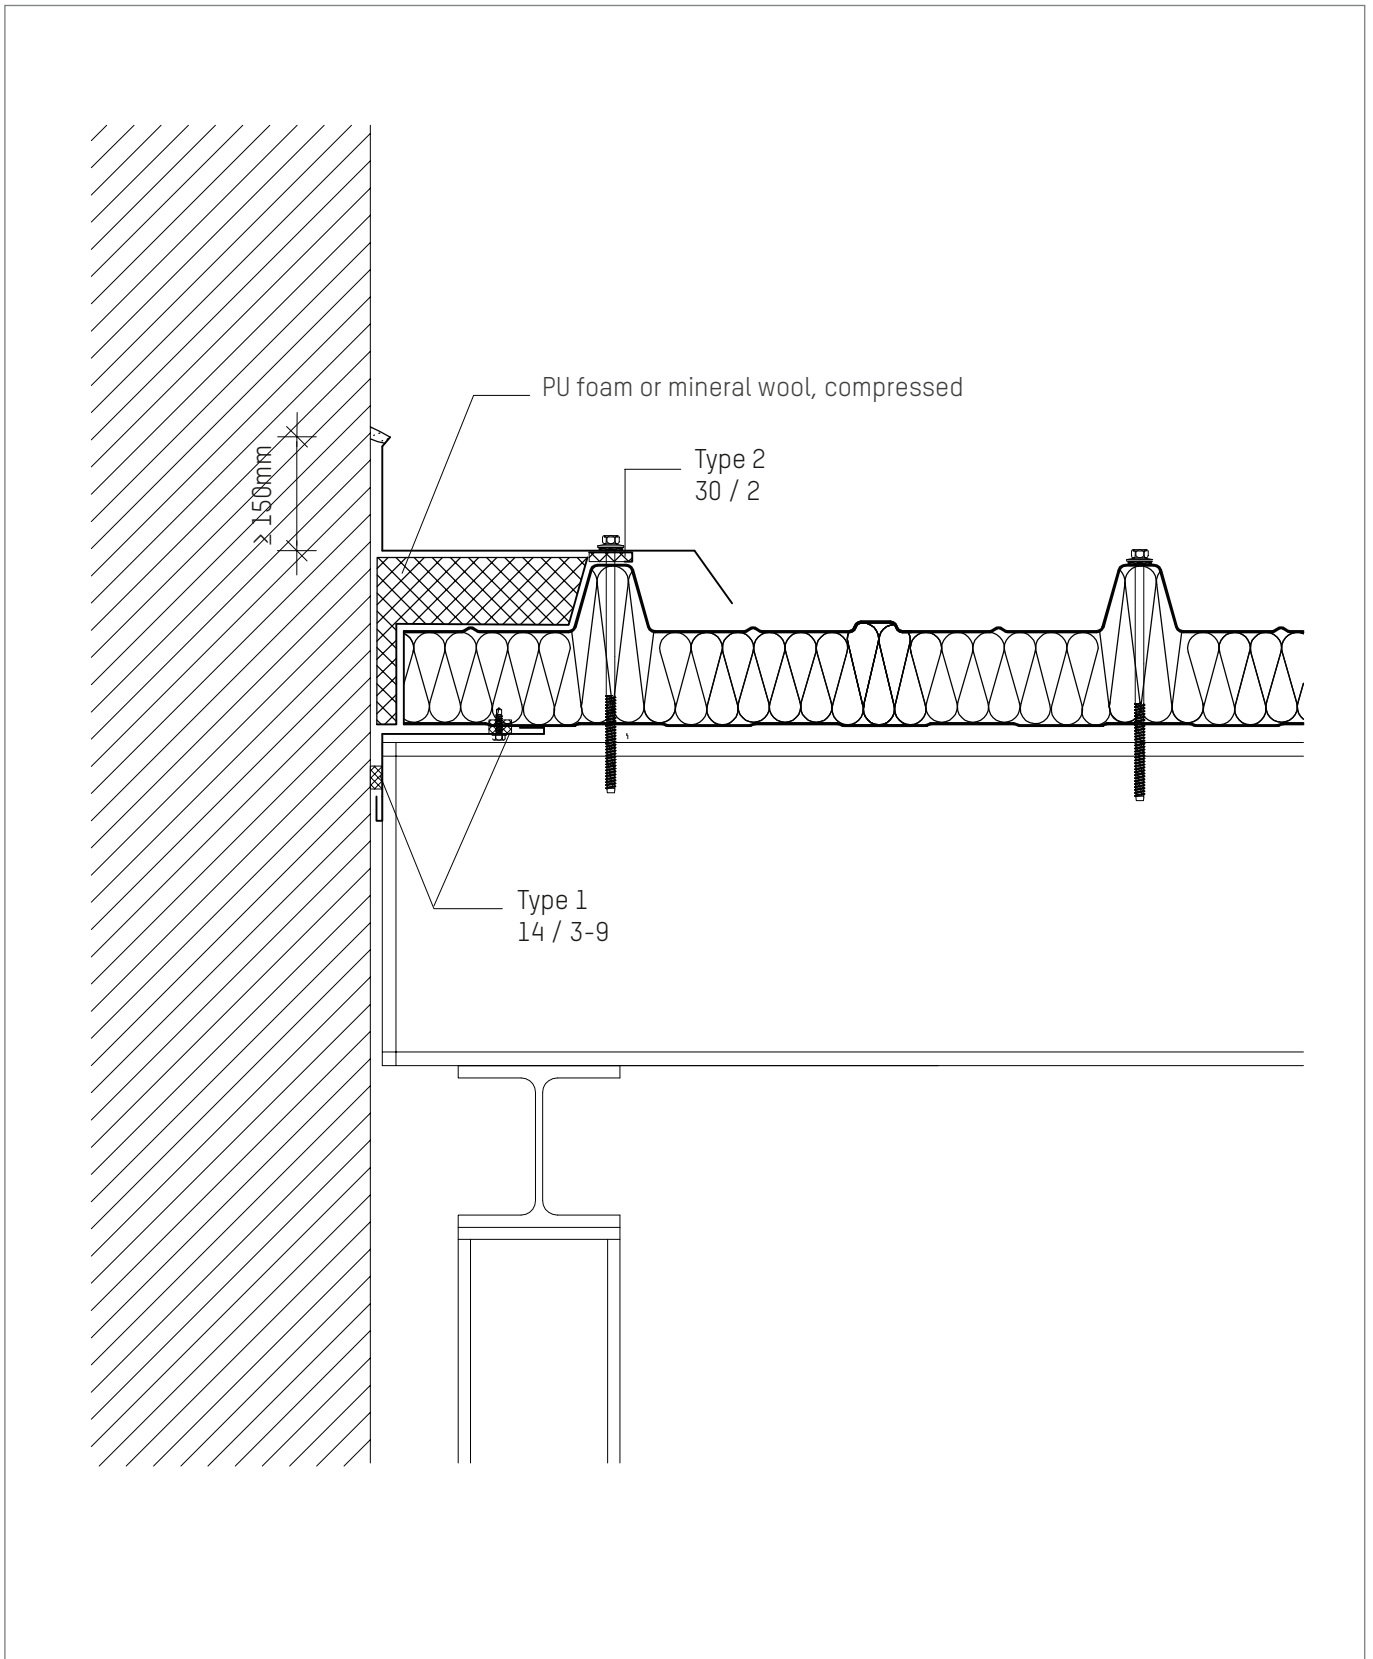 PU foam or mineral wool, compressed
Type 2
30 / 2
≥ 150mm
Type 1
14 / 3-9